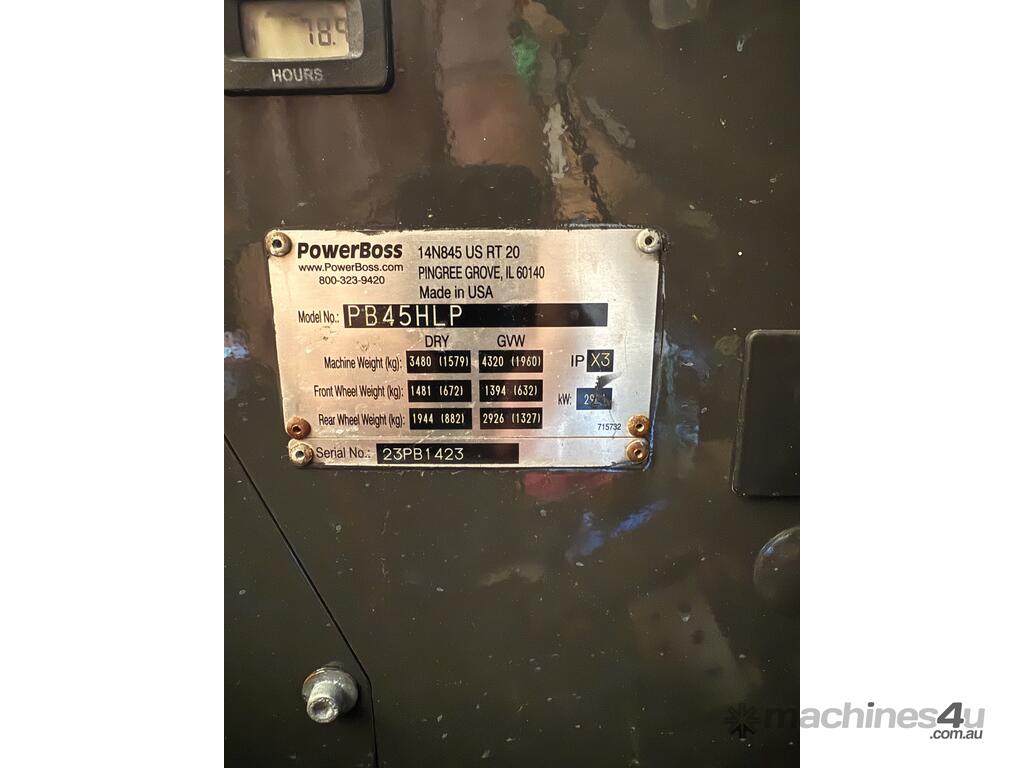 78.9
HOURS
PowerBoss
www.PowerBoss.com
800-323-9420
14N845 US RT 20
PINGREE GROVE, IL 60140
Made in USA
Model No.: PB45HLP
DRY GVW
Machine Weight (kg): 3480 (1579) 4320 (1960) IP X3
Front Wheel Weight (kg): 1481 (672) 1394 (632) kW:
Rear Wheel Weight (kg): 1944 (882) 2926 (1327)
715732
Serial No.: 23PB1423
machines4u
.com.au